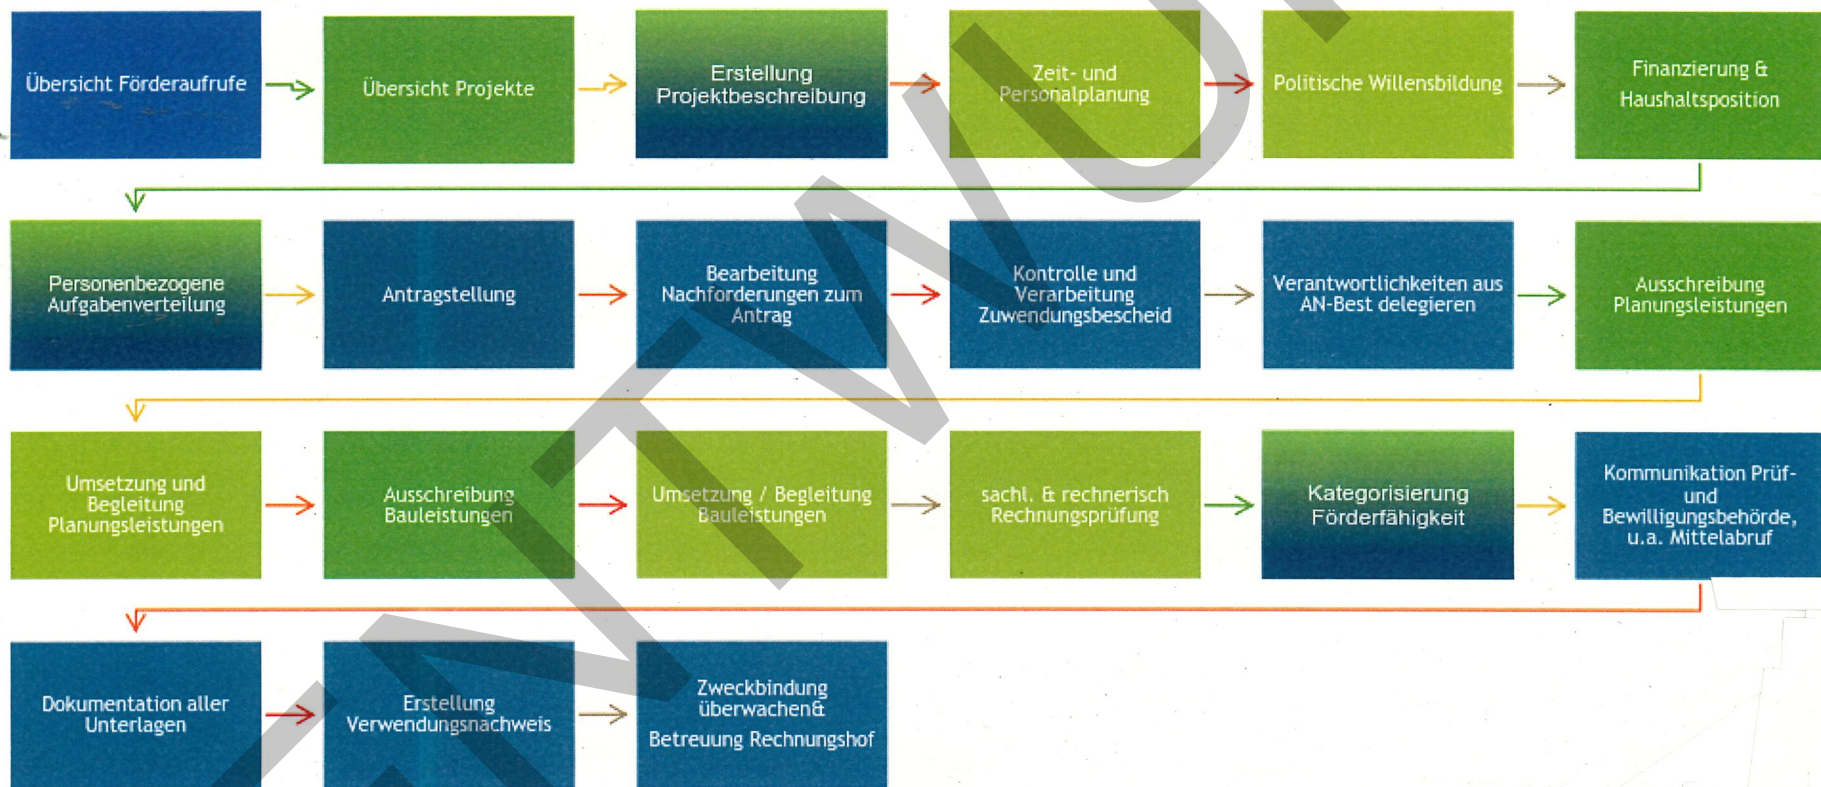 Übersicht Förderaufrufe
Übersicht Projekte
Erstellung
Projektbeschreibung
Zeit- und
Personalplanung
Politische Willensbildung
Finanzierung &
Haushaltsposition
Personenbezogene
Aufgabenverteilung
Antragstellung
Bearbeitung
Nachforderungen zum
Antrag
Kontrolle und
Verarbeitung
Zuwendungsbescheid
Verantwortlichkeiten aus
AN-Best delegieren
Ausschreibung
Planungsleistungen
Umsetzung und
Begleitung
Planungsleistungen
Ausschreibung
Bauleistungen
Umsetzung / Begleitung
Bauleistungen
sachl. & rechnerisch
Rechnungsprüfung
Kategorisierung
Förderfähigkeit
Kommunikation Prüf-
und
Bewilligungsbehörde,
u.a. Mittelabruf
Dokumentation aller
Unterlagen
Erstellung
Verwendungsnachweis
Zweckbindung
überwachen&
Betreuung Rechnungshof
ENTWUR